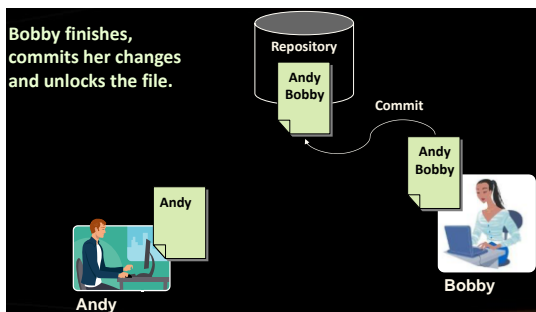 Bobby finishes,
commits her changes
and unlocks the file.
Repository
Andy
Bobby
Commit
Andy
Bobby
Andy
Andy
Bobby